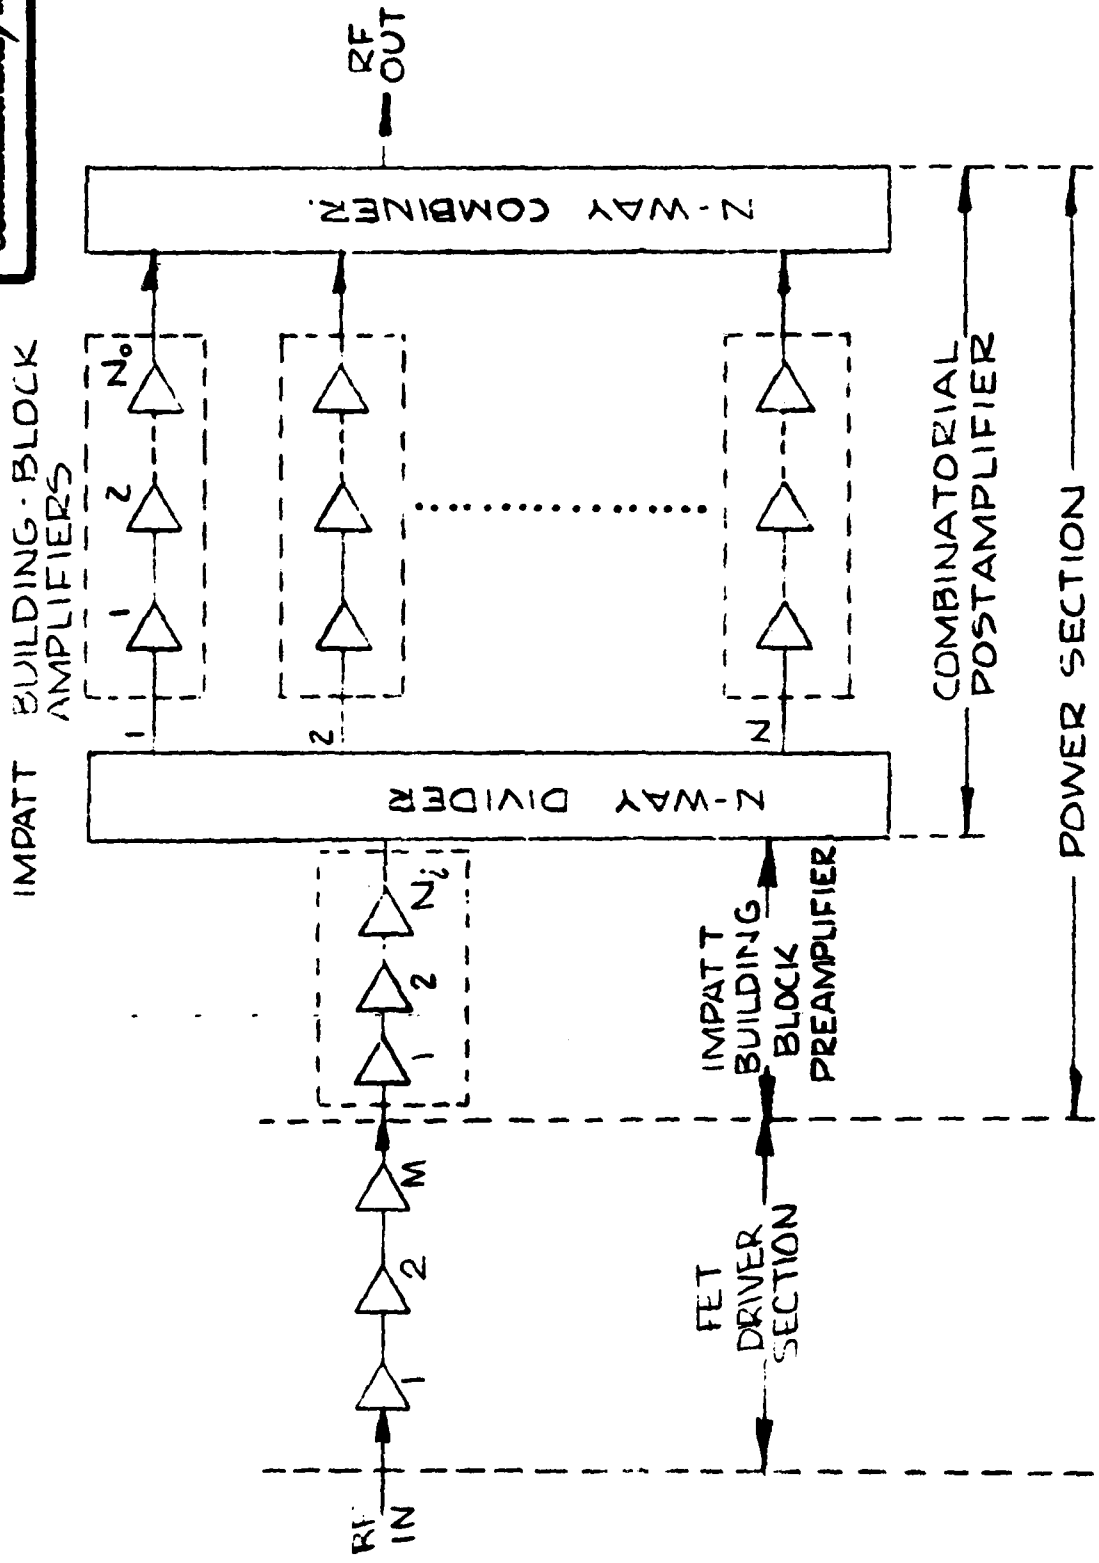 IMPATT BUILDING-BLOCK
AMPLIFIERS
1
2
N₀
1
2
N
N-WAY DIVIDER
N-WAY COMBINER.
RF
OUT
RF
IN
1
2
M
1
2
Nᵢ
FET
DRIVER
SECTION
IMPATT
BUILDING
BLOCK
PREAMPLIFIER
COMBINATORIAL
POSTAMPLIFIER
POWER SECTION